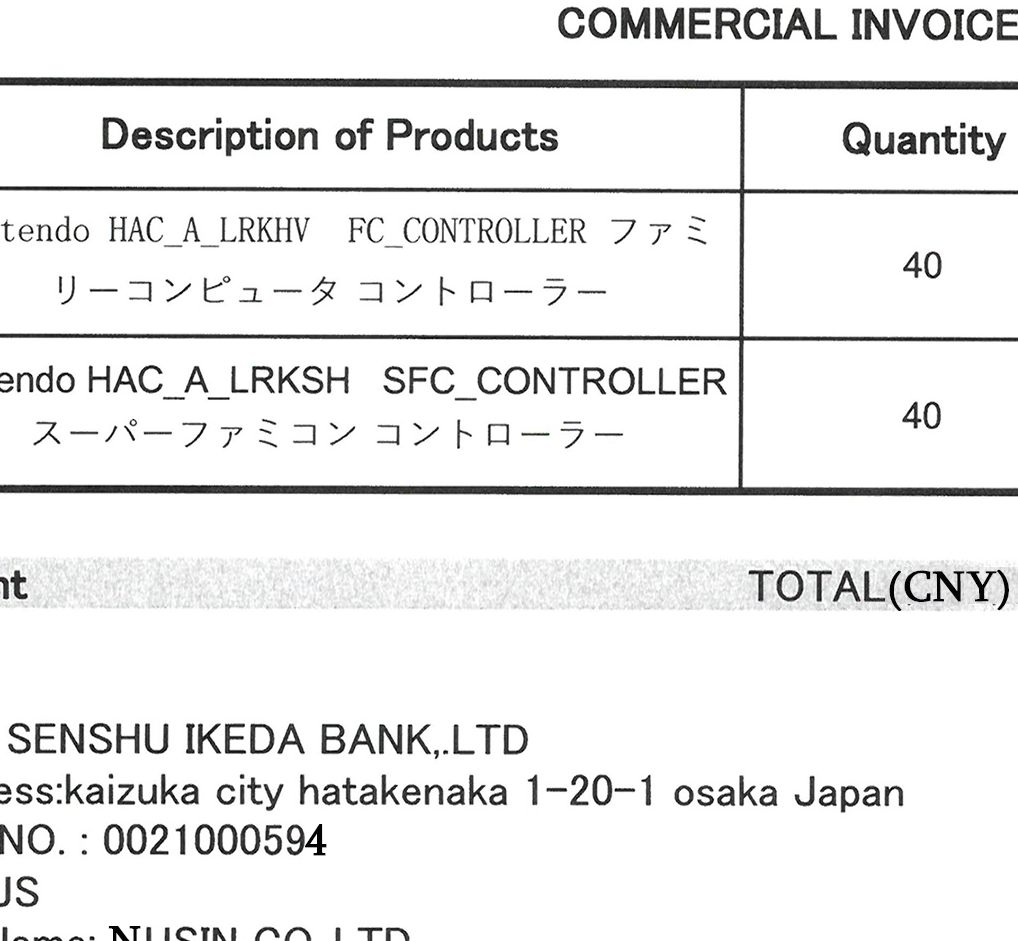 COMMERCIAL INVOICE
Description of Products
Quantity
tendo HAC_A_LRKHV FC_CONTROLLER ファミ
リーコンピュータ コントローラー
40
endo HAC_A_LRKSH SFC_CONTROLLER
スーパーファミコン コントローラー
40
nt
TOTAL(CNY)
SENSHU IKEDA BANK,.LTD
ess:kaizuka city hatakenaka 1-20-1 osaka Japan
NO. : 0021000594
US
Name: NUSIN CO.,LTD